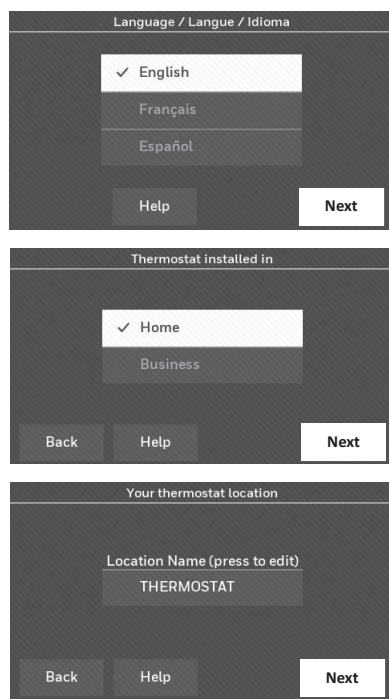 Language / Langue / Idioma
✓ English
Français
Español
Help Next
Thermostat installed in
✓ Home
Business
Back Help Next
Your thermostat location
Location Name (press to edit)
THERMOSTAT
Back Help Next